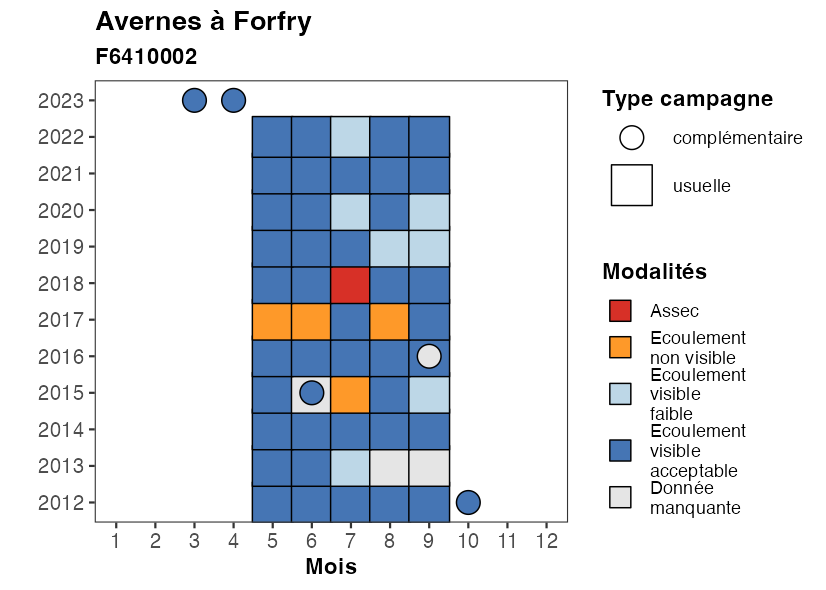 Avernes à Forfry
F6410002
2023
2022
2021
2020
2019
2018
2017
2016
2015
2014
2013
2012
1 2 3 4 5 6 7 8 9 10 11 12
Mois
Type campagne
complémentaire
usuelle
Modalités
Assec
Ecoulement
non visible
Ecoulement
visible
faible
Ecoulement
visible
acceptable
Donnée
manquante